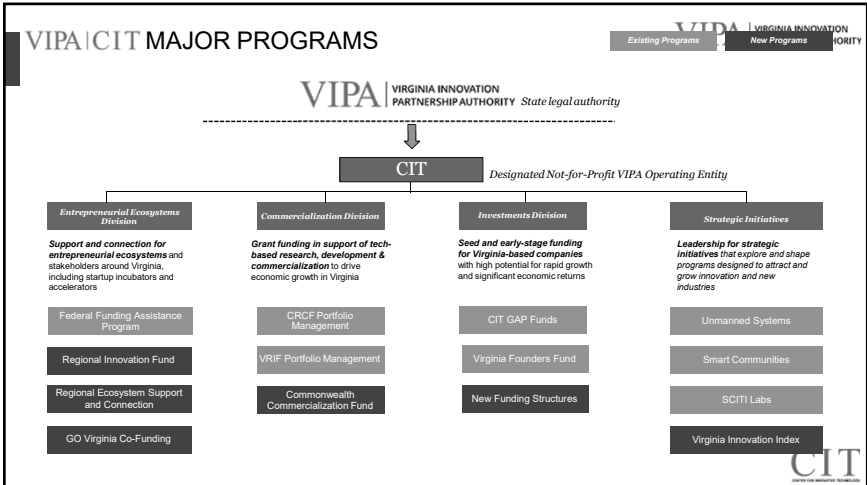 VIPA|CIT MAJOR PROGRAMS
Existing Programs
New Programs
VIPA VIRGINIA INNOVATION
VIPA | VIRGINIA INNOVATION
PARTNERSHIP AUTHORITY State legal authority
CIT
Designated Not-for-Profit VIPA Operating Entity
Entrepreneurial Ecosystems
Division
Support and connection for
entrepreneurial ecosystems and
stakeholders around Virginia,
including startup incubators and
accelerators
Federal Funding Assistance
Program
Regional Innovation Fund
Regional Ecosystem Support
and Connection
GO Virginia Co-Funding
Commercialization Division
Grant funding in support of tech-
based research, development &
commercialization to drive
economic growth in Virginia
CRCF Portfolio
Management
VRIF Portfolio Management
Commonwealth
Commercialization Fund
Investments Division
Seed and early-stage funding
for Virginia-based companies
with high potential for rapid growth
and significant economic returns
CIT GAP Funds
Virginia Founders Fund
New Funding Structures
Strategic Initiatives
Leadership for strategic
initiatives that explore and shape
programs designed to attract and
grow innovation and new
industries
Unmanned Systems
Smart Communities
SCITI Labs
Virginia Innovation Index
CIT
CENTER FOR INNOVATIVE TECHNOLOGY